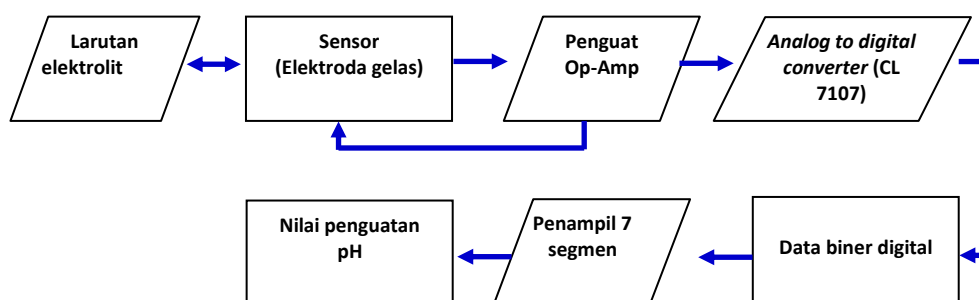 Larutan
elektrolit
Sensor
(Elektroda gelas)
Penguat
Op-Amp
Analog to digital
converter (CL
7107)
Nilai penguatan
pH
Penampil 7
segmen
Data biner digital